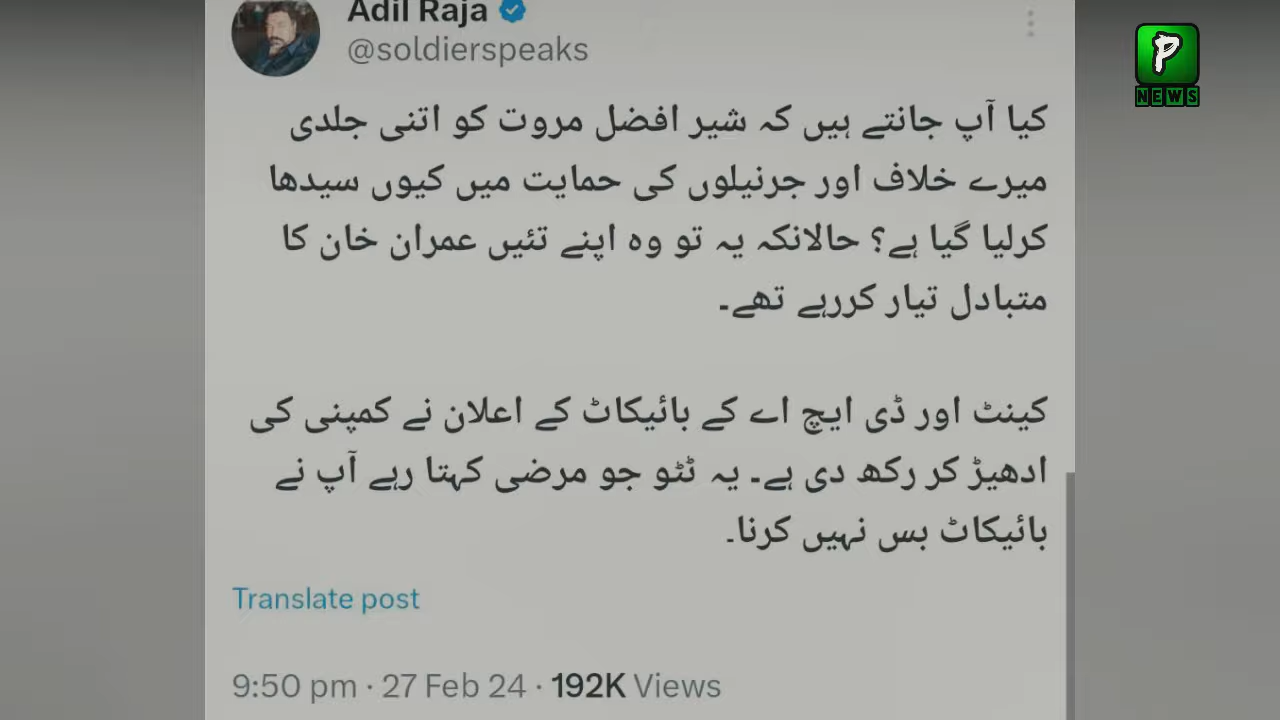 Adil Raja
@soldierspeaks
P
NEWS
کیا آپ جانتے ہیں کہ شیر افضل مروت کو اتنی جلدی
میرے خلاف اور جرنیلوں کی حمایت میں کیوں سیدھا
کرلیا گیا ہے؟ حالانکہ یہ تو وہ اپنے تئیں عمران خان کا
متبادل تیار کررہے تھے۔
کینٹ اور ڈی ایچ اے کے بائیکاٹ کے اعلان نے کمپنی کی
ادھیڑ کر رکھ دی ہے۔ یہ ٹٹو جو مرضی کہتا رہے آپ نے
بائیکاٹ بس نہیں کرنا۔
Translate post
9:50 pm · 27 Feb 24 · 192K Views